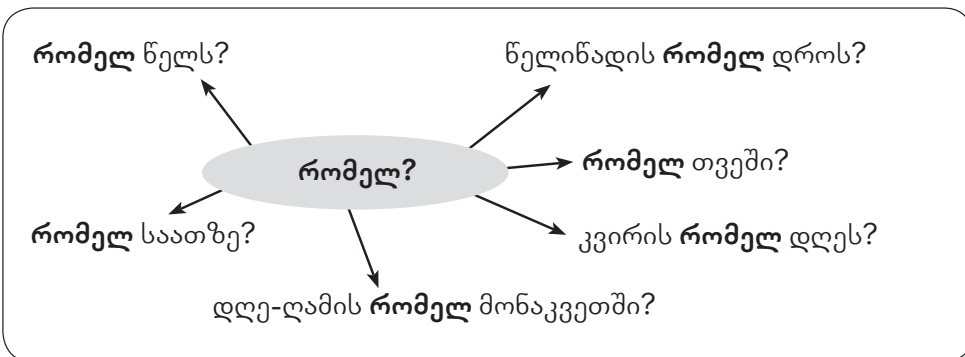 რომელ წელს?
წელიწადის რომელ დროს?
რომელ?
რომელ თვეში?
რომელ საათზე?
კვირის რომელ დღეს?
დღე-ღამის რომელ მონაკვეთში?